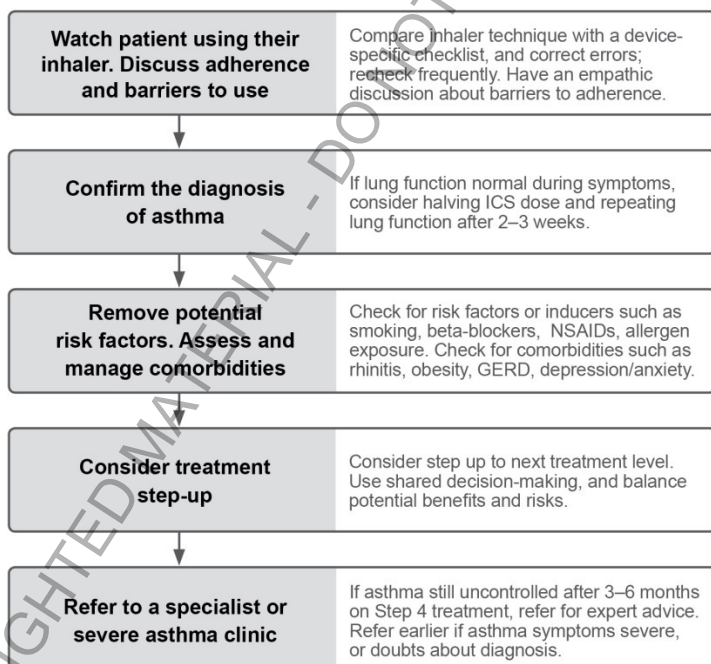 Watch patient using their
inhaler. Discuss adherence
and barriers to use
Compare inhaler technique with a device-
specific checklist, and correct errors;
recheck frequently. Have an empathic
discussion about barriers to adherence.
Confirm the diagnosis
of asthma
If lung function normal during symptoms,
consider halving ICS dose and repeating
lung function after 2–3 weeks.
Remove potential
risk factors. Assess and
manage comorbidities
Check for risk factors or inducers such as
smoking, beta-blockers, NSAIDs, allergen
exposure. Check for comorbidities such as
rhinitis, obesity, GERD, depression/anxiety.
Consider treatment
step-up
Consider step up to next treatment level.
Use shared decision-making, and balance
potential benefits and risks.
Refer to a specialist or
severe asthma clinic
If asthma still uncontrolled after 3–6 months
on Step 4 treatment, refer for expert advice.
Refer earlier if asthma symptoms severe,
or doubts about diagnosis.
IGHTED MATERIAL - DO NOT